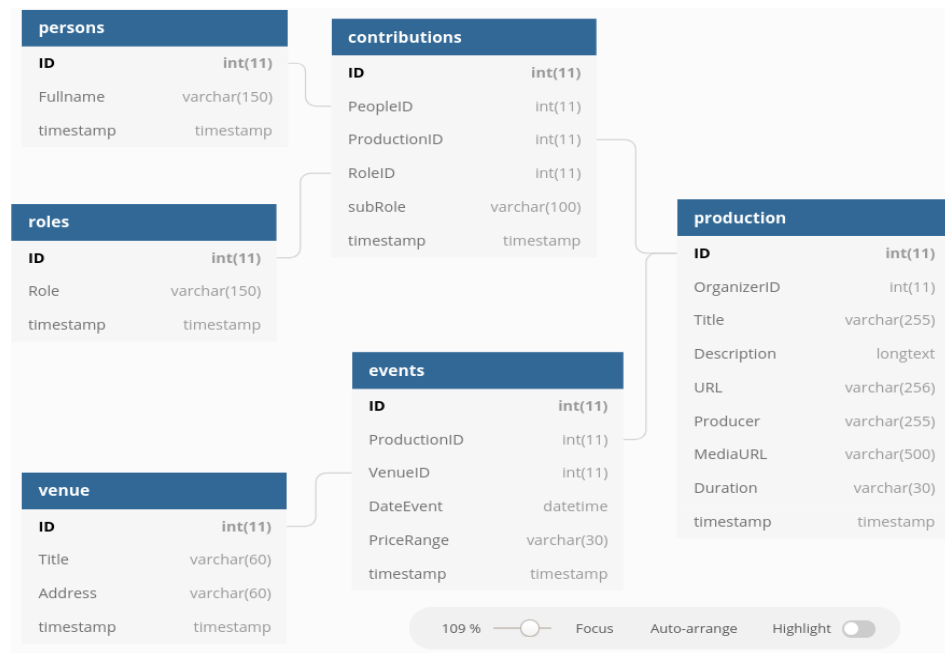 persons
ID int(11)
Fullname varchar(150)
timestamp timestamp
contributions
ID int(11)
PeopleID int(11)
ProductionID int(11)
RoleID int(11)
subRole varchar(100)
timestamp timestamp
roles
ID int(11)
Role varchar(150)
timestamp timestamp
production
ID int(11)
OrganizerID int(11)
Title varchar(255)
Description longtext
URL varchar(256)
Producer varchar(255)
MediaURL varchar(500)
Duration varchar(30)
timestamp timestamp
events
ID int(11)
ProductionID int(11)
VenueID int(11)
DateEvent datetime
PriceRange varchar(30)
timestamp timestamp
venue
ID int(11)
Title varchar(60)
Address varchar(60)
timestamp timestamp
109 % Focus Auto-arrange Highlight